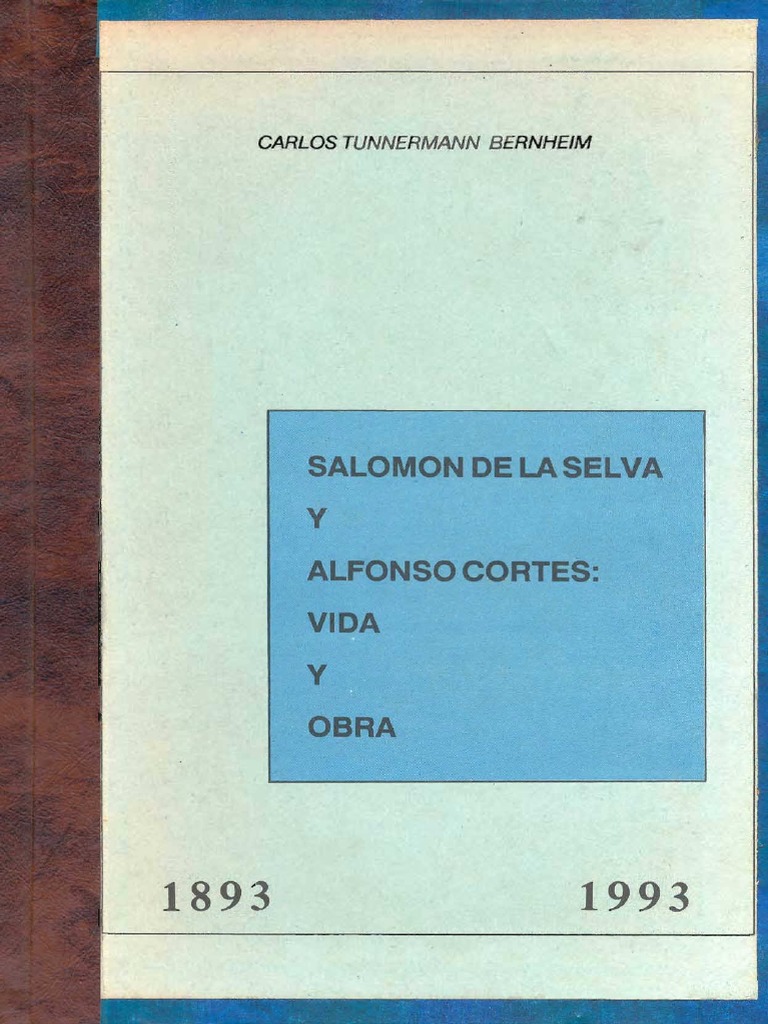 CARLOS TUNNERMANN BERNHEIM
SALOMON DE LA SELVA
Y
ALFONSO CORTES:
VIDA
Y
OBRA
1893 1993